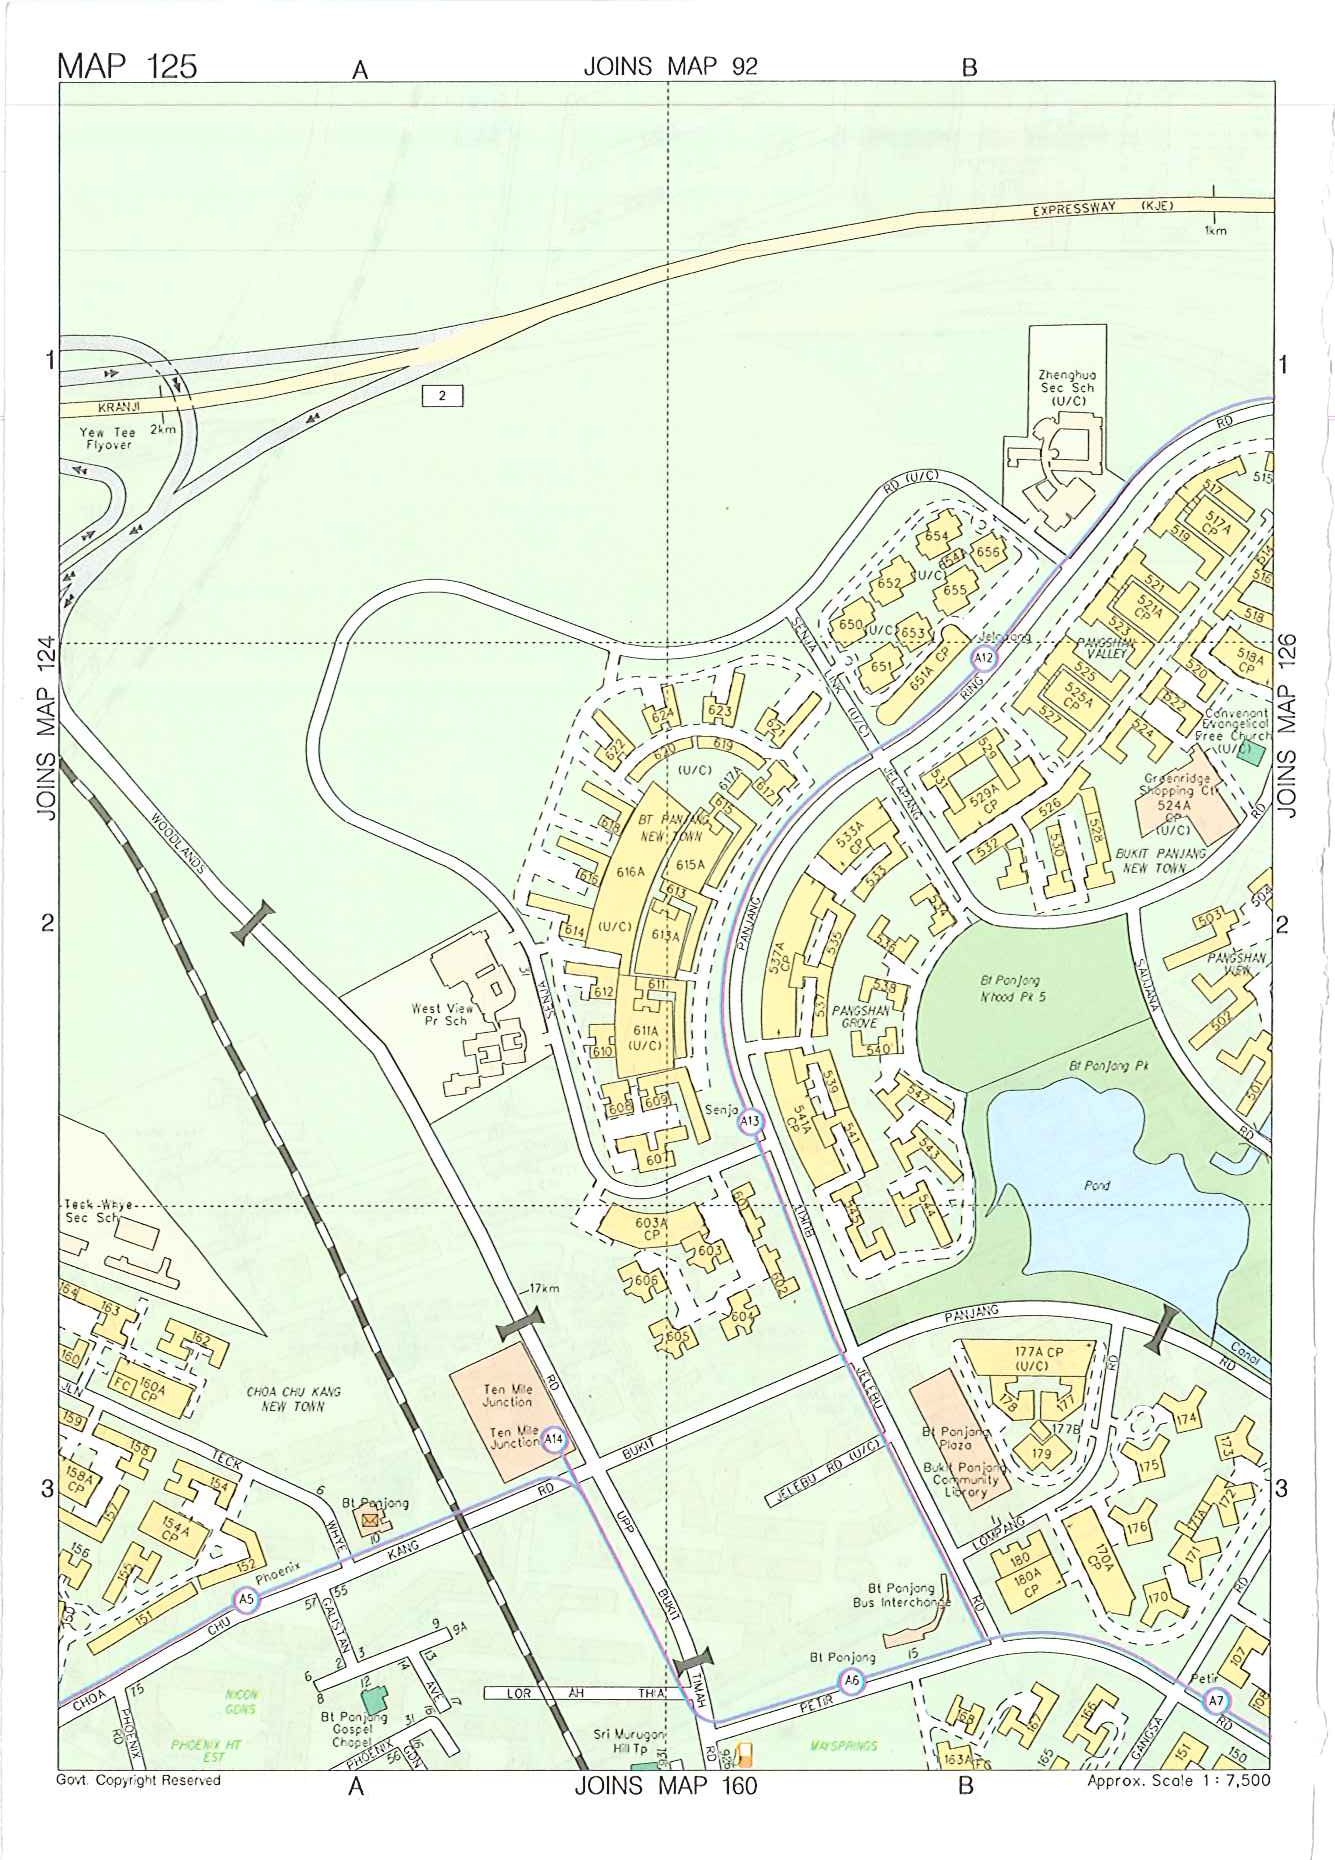 MAP 125
A
JOINS MAP 92
B
EXPRESSWAY (KJE)
1km
1
1
Zhenghua
Sec Sch
(U/C)
2
KRANJI
2km
Yew Tee
Flyover
RD
RD (U/C)
517
515
517A
CP
519
514
516
518
521
521A
CP
523
654
654A
656
652
(U/C)
655
650
(U/C)
653
651
651A CP
Jelapang
A12
RING
PANGSHAN
VALLEY
518A
CP
520
522
524
525
525A
CP
527
SENJA
LINK
(U/C)
JOINS MAP 124
JOINS MAP 126
Convenant
Evangelical
Free Church
(U/C)
Greenridge
Shopping Ctr
524A
CP
(U/C)
RD
624
623
621
622
620
619
(U/C)
617A
617
615
BT PANJANG
NEW TOWN
618
616A
615A
616
613
614
(U/C)
613A
612
611
611A
(U/C)
610
608
609
607
JELAPANG
529
531
529A
CP
526
532
530
528
BUKIT PANJANG
NEW TOWN
533A
CP
533
534
535
536
537A
CP
537
538
PANGSHAN
GROVE
540
539
541A
CP
541
542
543
544
545
PANJANG
WOODLANDS
2
2
504
503
PANGSHAN
VIEW
502
501
SAUJANA
RD
Bt Panjang
N'hood Pk 5
Bt Panjang Pk
Pond
31
SENJA
West View
Pr Sch
Senja
A13
BUKIT
Teck Whye
Sec Sch
601
603A
CP
603
602
606
604
605
17km
PANJANG
RD
Canal
164
163
162
160
FC
160A
CP
JLN
159
158
158A
CP
157
154
154A
CP
156
152
151
TECK
WHYE
6
CHOA CHU KANG
NEW TOWN
Ten Mile
Junction
RD
Ten Mile
Junction
A14
BUKIT
JELEBU
JELEBU RD (U/C)
177A CP
(U/C)
178
177
177B
179
RD
174
173
175
172
171A
171
176
170A
CP
170
Bt Panjang
Plaza
Bukit Panjang
Community
Library
11
LOMPANG
180
180A
CP
3
3
Bt Panjang
10
KANG
RD
UPP
BUKIT
TIMAH
RD
Phoenix
A5
CHU
CHOA
55
57
GALISTAN
AVE
2
3
6
8
9
9A
12
13
14
16
17
31
56
Bt Panjang
Gospel
Chapel
75
PHOENIX
RD
NICON
GDNS
PHOENIX HT
EST
PHOENIX
GDN
LOR AH THIA
Sri Murugan
Hill Tp
Bt Panjang
Bus Interchange
Bt Panjang
A6
15
PETIR
RD
MAYSPRINGS
RD
Petir
A7
RD
107
108
168
167
166
165
163A
FC
GANGSA
151
150
Govt. Copyright Reserved
A
JOINS MAP 160
B
Approx. Scale 1 : 7,500